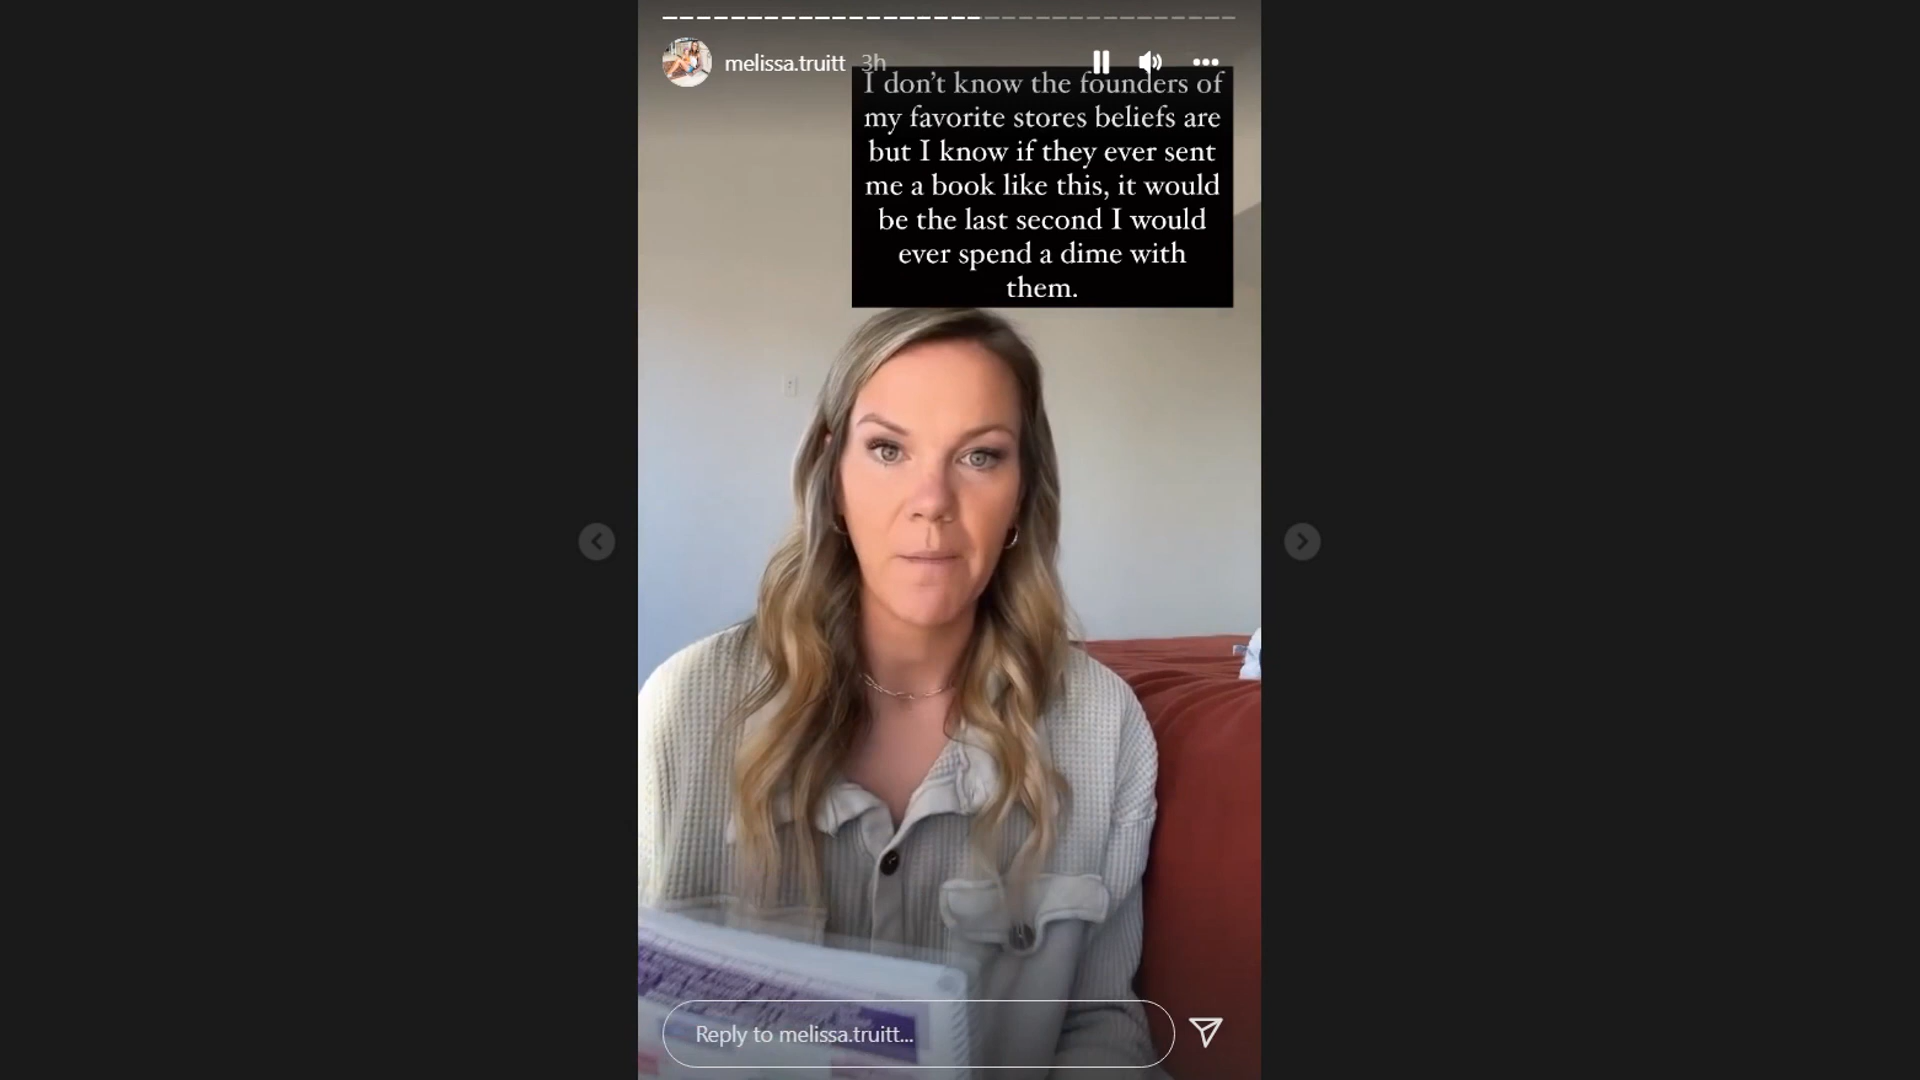 melissa.truitt 3h
I don't know the founders of
my favorite stores beliefs are
but I know if they ever sent
me a book like this, it would
be the last second I would
ever spend a dime with
them.
Reply to melissa.truitt...